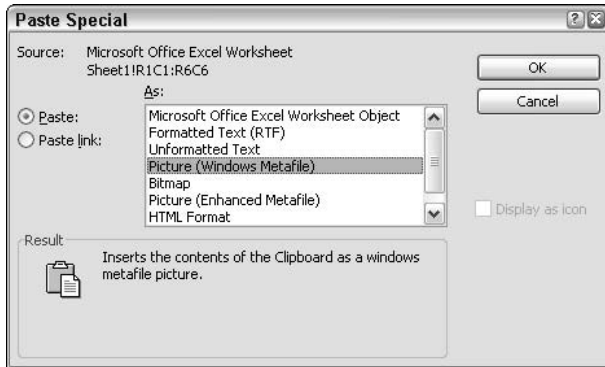 Paste Special
Source: Microsoft Office Excel Worksheet
Sheet1!R1C1:R6C6
As:
Paste:
Paste link:
Microsoft Office Excel Worksheet Object
Formatted Text (RTF)
Unformatted Text
Picture (Windows Metafile)
Bitmap
Picture (Enhanced Metafile)
HTML Format
OK
Cancel
Display as icon
Result
Inserts the contents of the Clipboard as a windows
metafile picture.